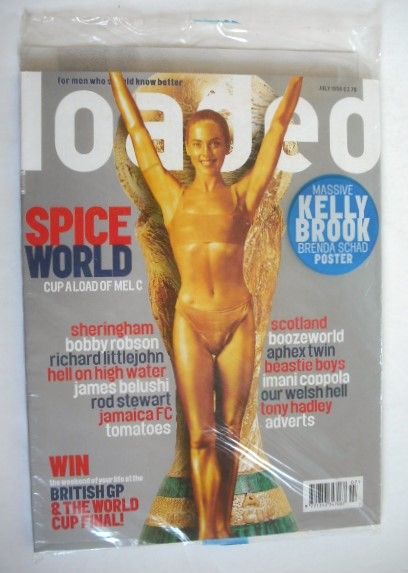 for men who should know better
JULY 1998 £2.70
loaded
MASSIVE
KELLY
BROOK
BRENDA SCHAD
POSTER
SPICE
WORLD
CUP A LOAD OF MEL C
sheringham
bobby robson
richard littlejohn
hell on high water
james belushi
rod stewart
jamaica FC
tomatoes
scotland
boozeworld
aphex twin
beastie boys
imani coppola
our welsh hell
tony hadley
adverts
WIN
the weekend of your life at the
BRITISH GP
& THE WORLD
CUP FINAL!